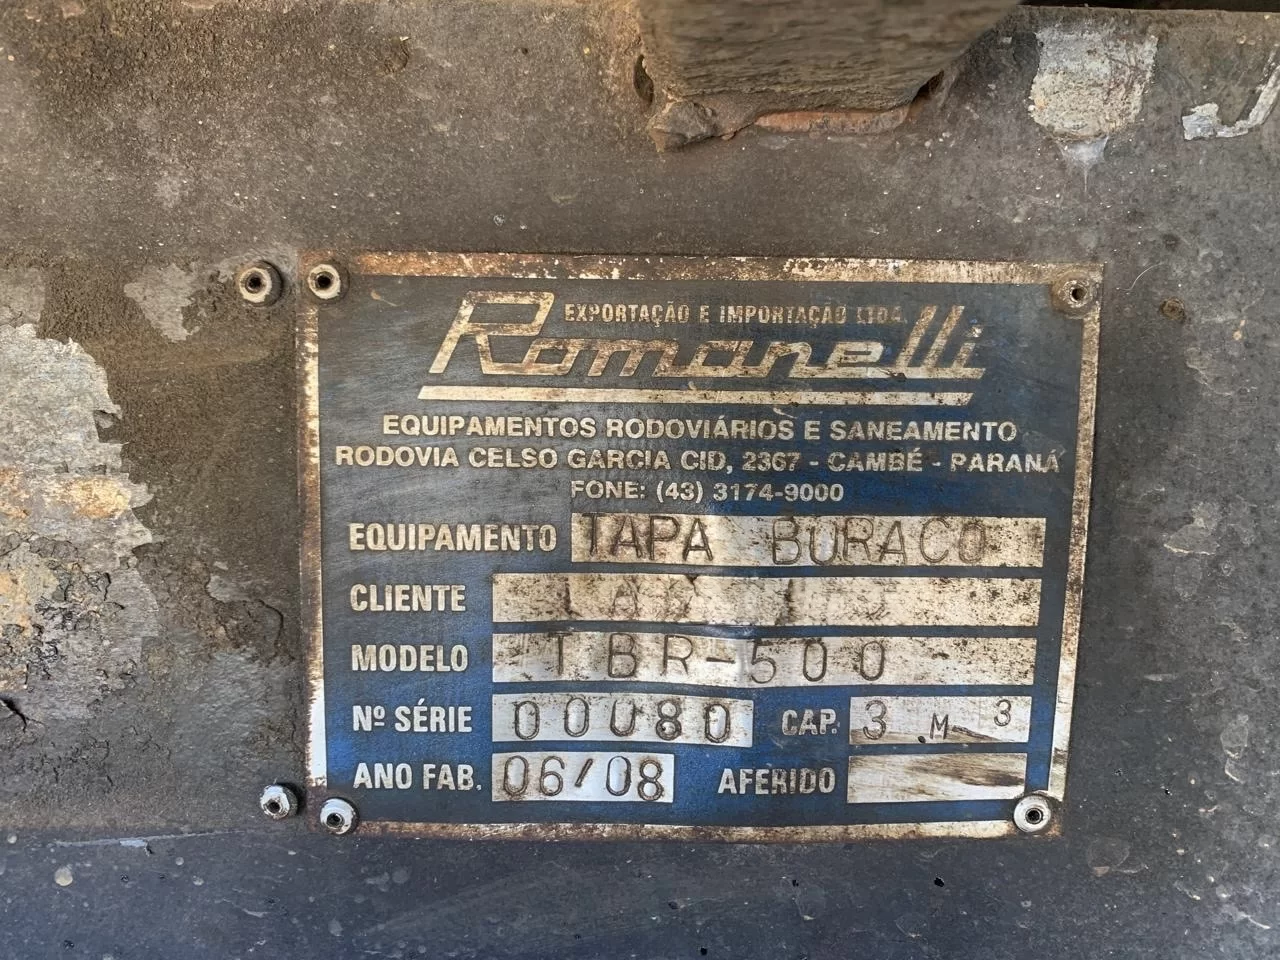 EXPORTAÇÃO E IMPORTAÇÃO LTDA.
Romanelli
EQUIPAMENTOS RODOVIÁRIOS E SANEAMENTO
RODOVIA CELSO GARCIA CID, 2367 - CAMBÉ - PARANÁ
FONE: (43) 3174-9000
EQUIPAMENTO TAPA BURACO
CLIENTE
MODELO TBR-500
Nº SÉRIE 00080 CAP. 3 M 3
ANO FAB. 06/08 AFERIDO